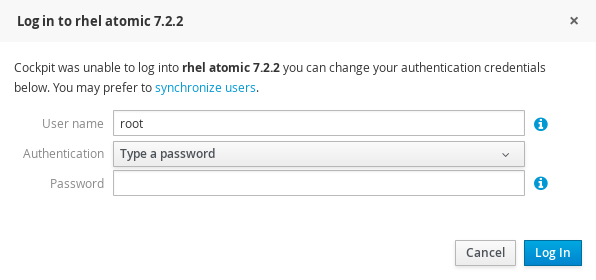 Log in to rhel atomic 7.2.2 ×
Cockpit was unable to log into rhel atomic 7.2.2 you can change your authentication credentials
below. You may prefer to synchronize users.
User name root
Authentication Type a password
Password
Cancel Log In